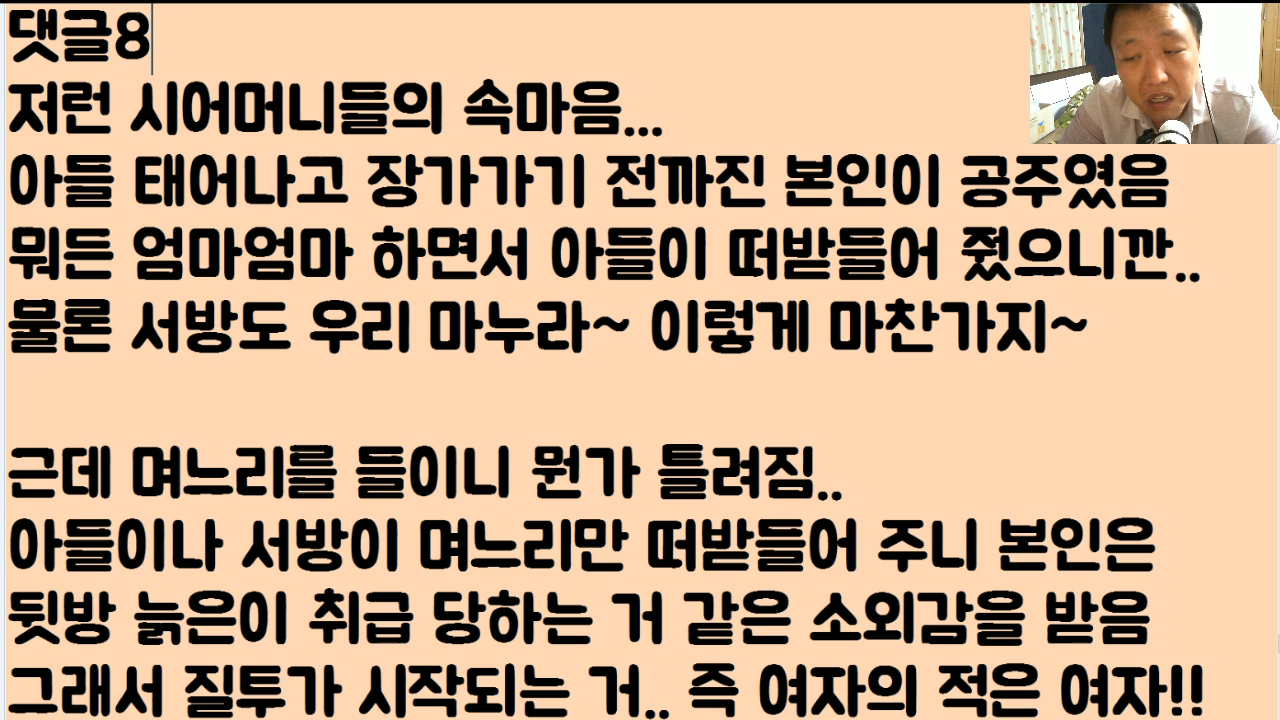 댓글8
저런 시어머니들의 속마음...
아들 태어나고 장가가기 전까진 본인이 공주였음
뭐든 엄마엄마 하면서 아들이 떠받들어 줬으니깐..
물론 서방도 우리 마누라~ 이렇게 마찬가지~
근데 며느리를 들이니 뭔가 틀려짐..
아들이나 서방이 며느리만 떠받들어 주니 본인은
뒷방 늙은이 취급 당하는 거 같은 소외감을 받음
그래서 질투가 시작되는 거.. 즉 여자의 적은 여자!!